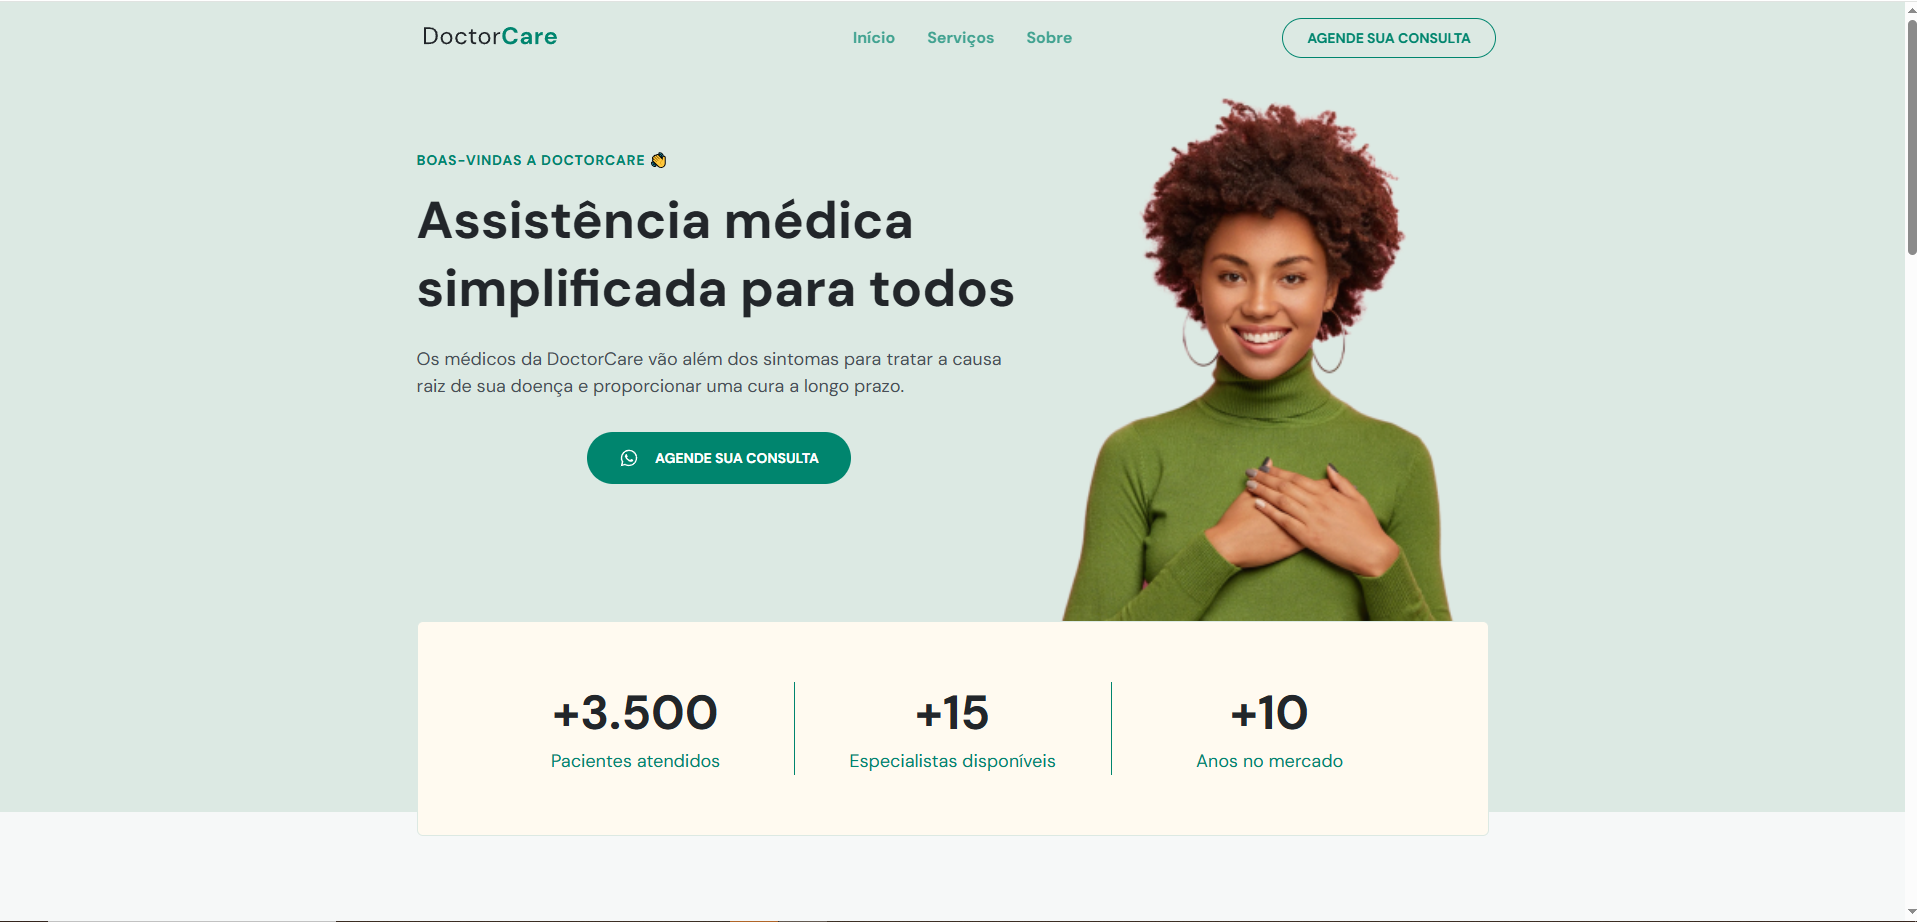 DoctorCare
Início Serviços Sobre
AGENDE SUA CONSULTA
BOAS-VINDAS A DOCTORCARE 👏
Assistência médica
simplificada para todos
Os médicos da DoctorCare vão além dos sintomas para tratar a causa
raiz de sua doença e proporcionar uma cura a longo prazo.
AGENDE SUA CONSULTA
+3.500
Pacientes atendidos
+15
Especialistas disponíveis
+10
Anos no mercado